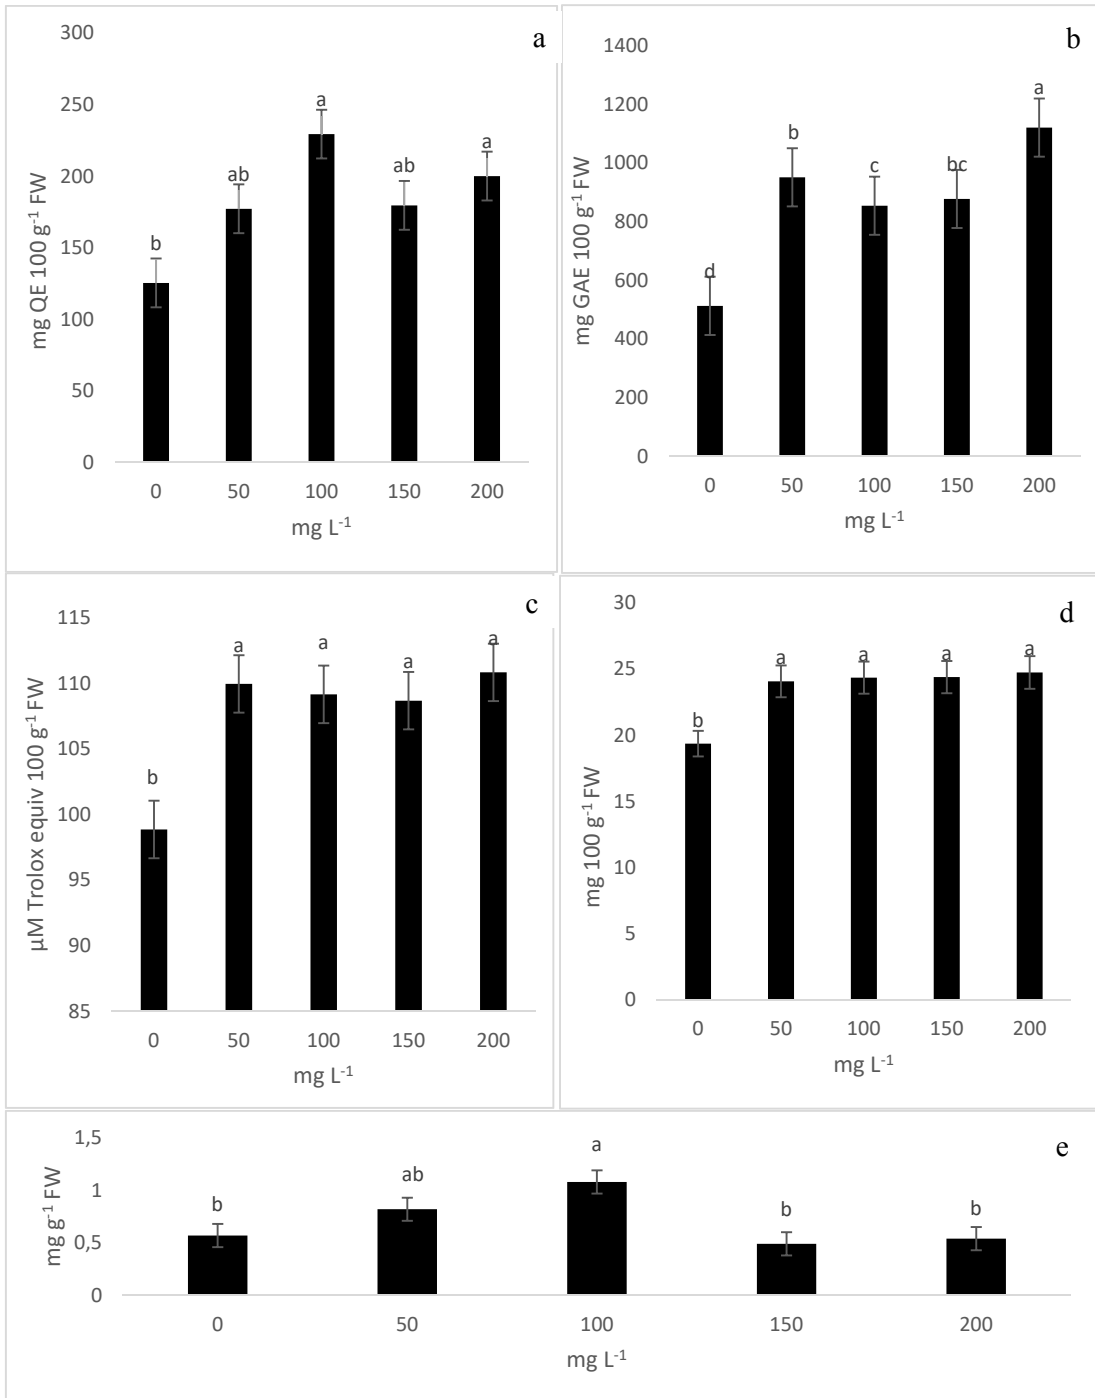 a
300
250
200
150
100
50
0
mg QE 100 g-1 FW
b
ab
a
ab
a
0 50 100 150 200
mg L-1
b
1400
1200
1000
800
600
400
200
0
mg GAE 100 g-1 FW
d
b
c
bc
a
0 50 100 150 200
mg L-1
c
115
110
105
100
95
90
85
µM Trolox equiv 100 g-1 FW
b
a
a
a
a
0 50 100 150 200
mg L-1
d
30
25
20
15
10
5
0
mg 100 g-1 FW
b
a
a
a
a
0 50 100 150 200
mg L-1
e
1,5
1
0,5
0
mg g-1 FW
b
ab
a
b
b
0 50 100 150 200
mg L-1